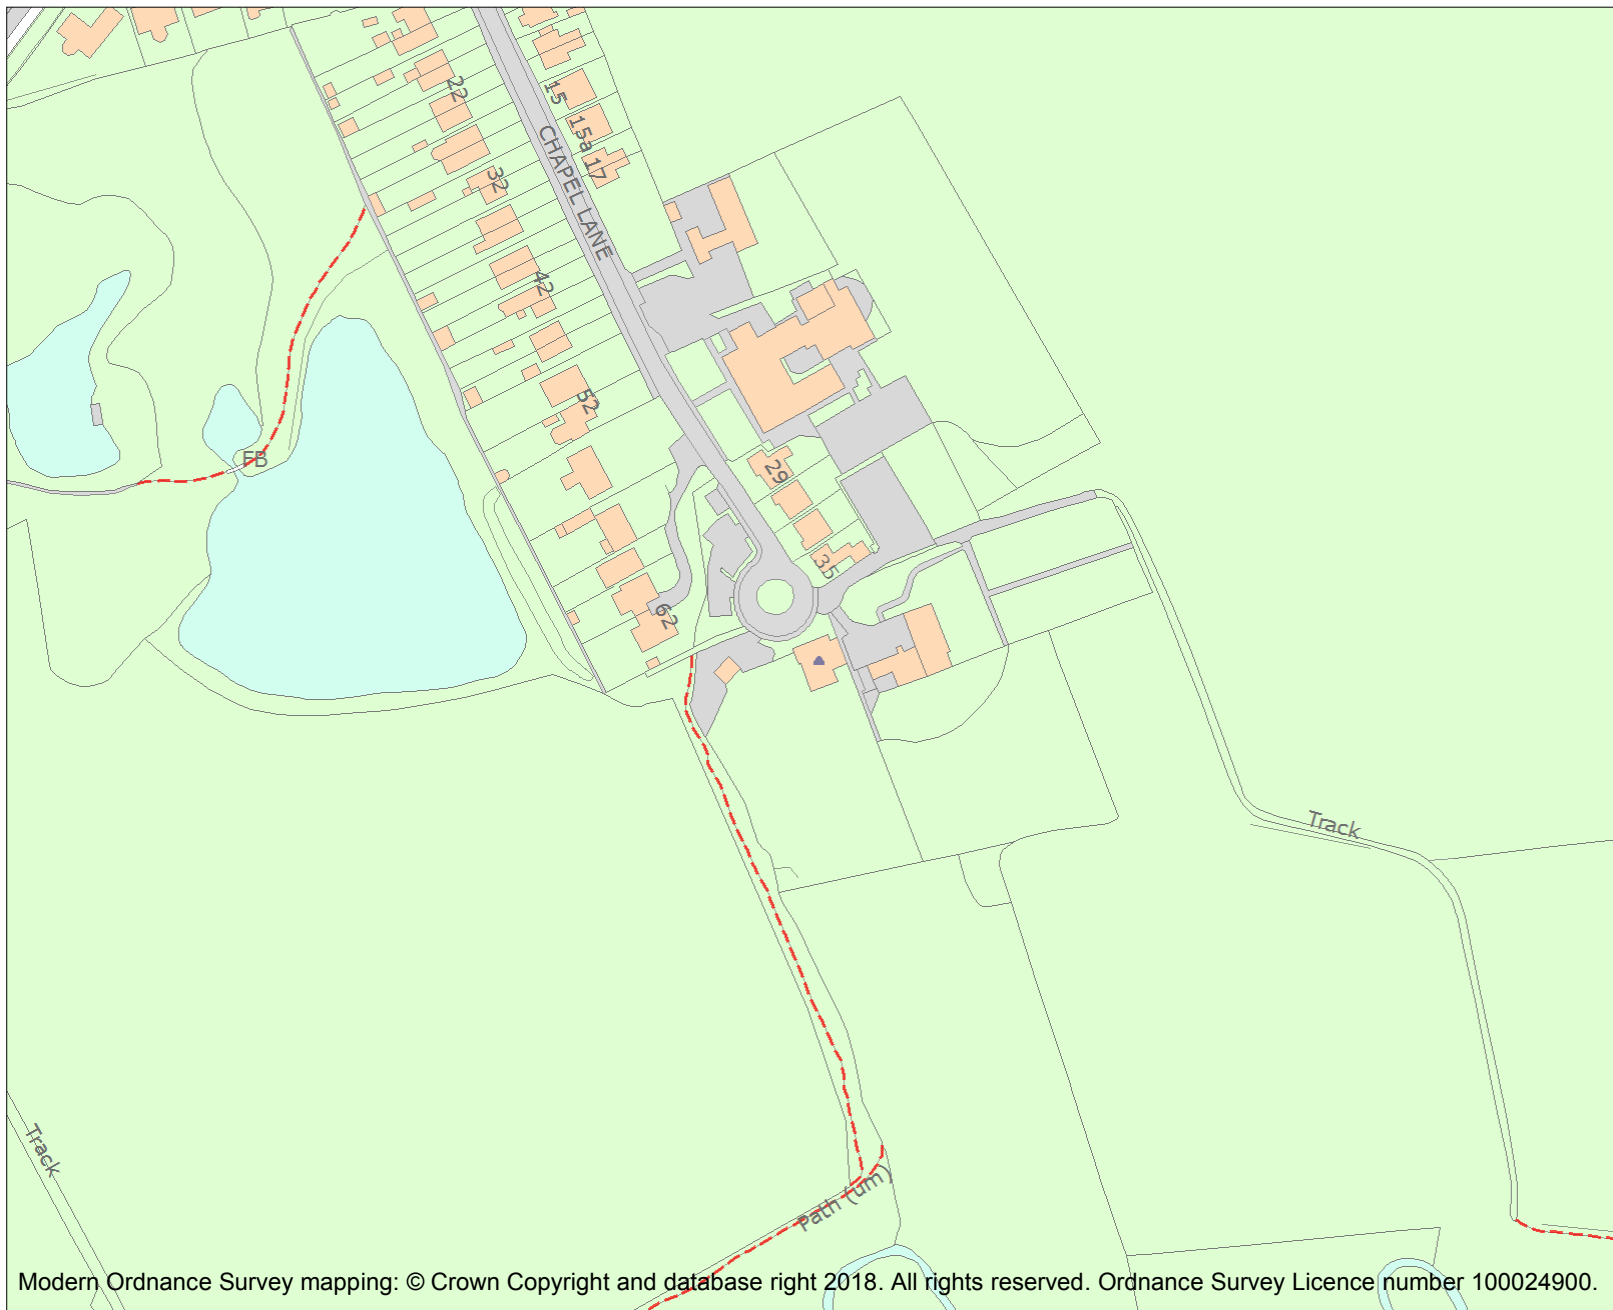 22
15
15a
17
CHAPEL LANE
32
42
52
FB
29
35
62
Track
Track
Path (um)
Modern Ordnance Survey mapping: © Crown Copyright and database right 2018. All rights reserved. Ordnance Survey Licence number 100024900.